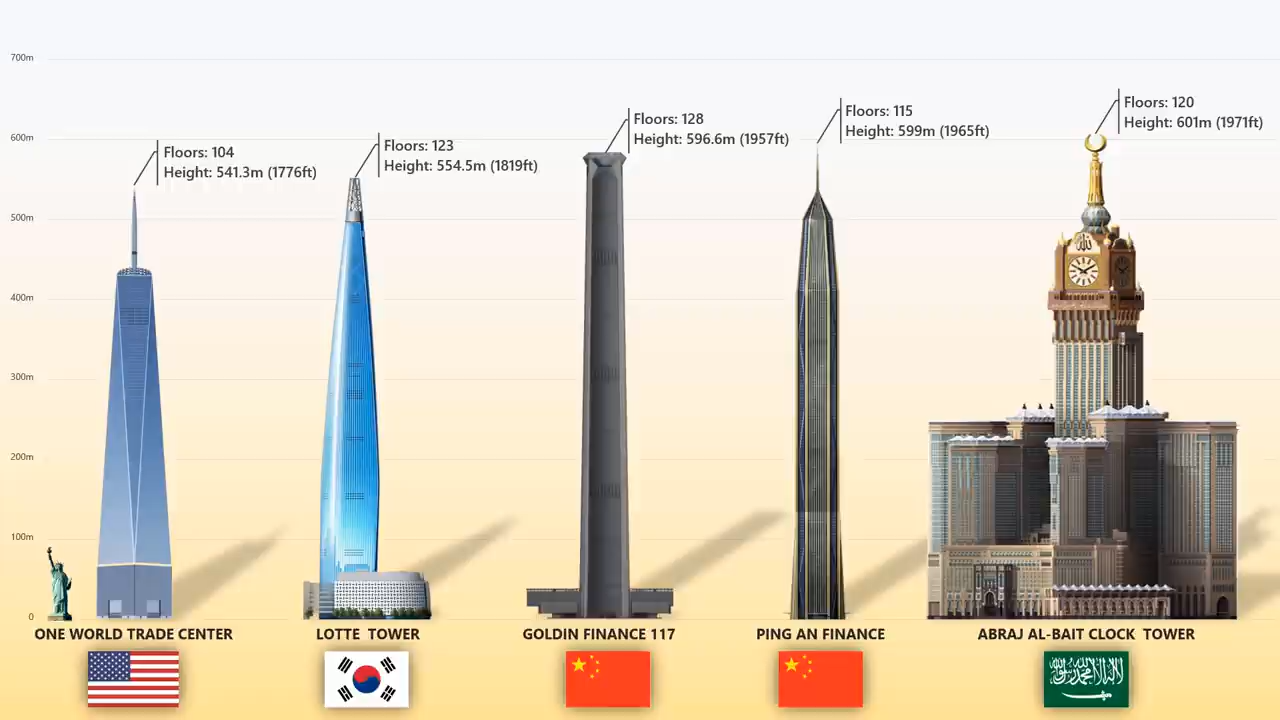 700m
600m
500m
400m
300m
200m
100m
0
Floors: 104
Height: 541.3m (1776ft)
Floors: 123
Height: 554.5m (1819ft)
Floors: 128
Height: 596.6m (1957ft)
Floors: 115
Height: 599m (1965ft)
Floors: 120
Height: 601m (1971ft)
ONE WORLD TRADE CENTER
LOTTE TOWER
GOLDIN FINANCE 117
PING AN FINANCE
ABRAJ AL-BAIT CLOCK TOWER